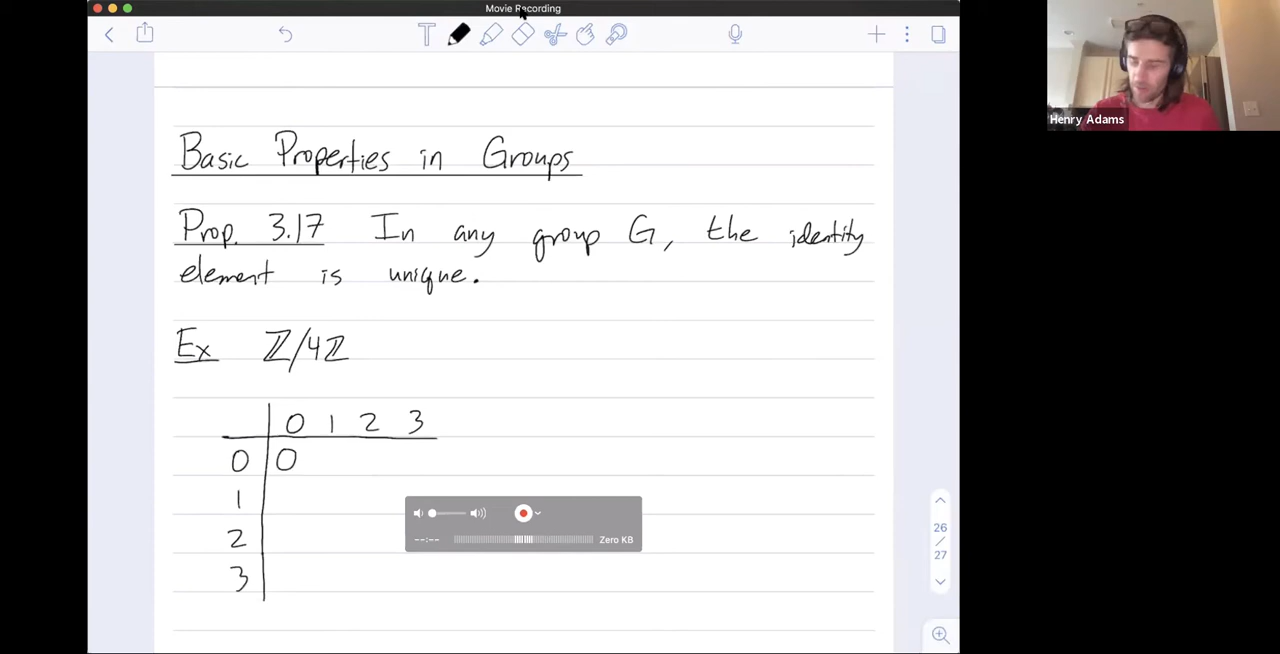 Movie Recording
Henry Adams
Basic Properties in Groups
Prop. 3.17 In any group G, the identity
element is unique.
Ex ℤ/4ℤ
0 1 2 3
0 0
1
2
3
--:-- Zero KB
26
/
27